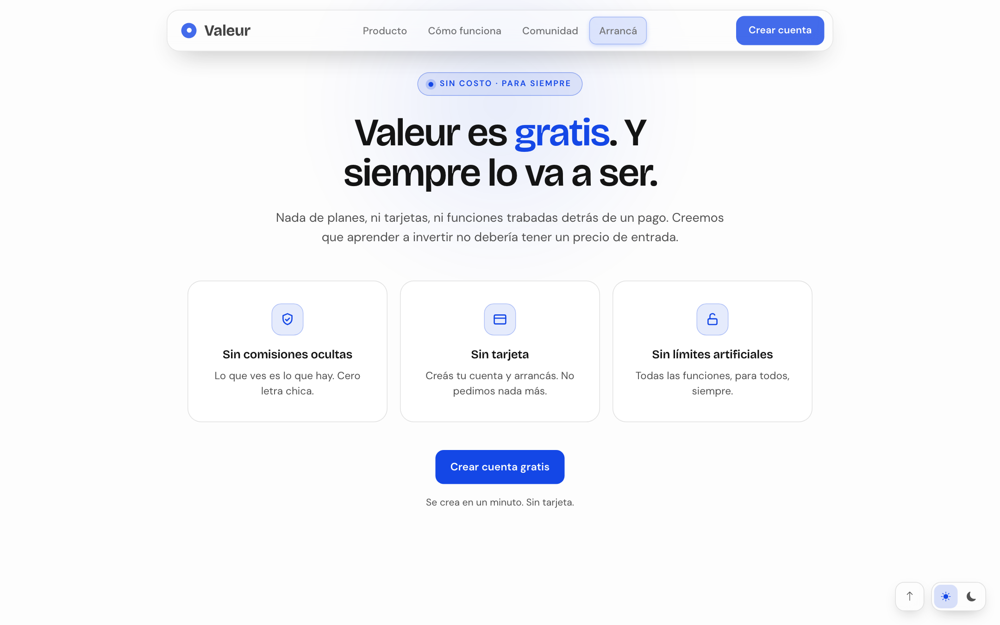 Valeur
Producto
Cómo funciona
Comunidad
Arrancá
Crear cuenta
SIN COSTO · PARA SIEMPRE
Valeur es gratis. Y
siempre lo va a ser.
Nada de planes, ni tarjetas, ni funciones trabadas detrás de un pago. Creemos
que aprender a invertir no debería tener un precio de entrada.
Sin comisiones ocultas
Lo que ves es lo que hay. Cero
letra chica.
Sin tarjeta
Creás tu cuenta y arrancás. No
pedimos nada más.
Sin límites artificiales
Todas las funciones, para todos,
siempre.
Crear cuenta gratis
Se crea en un minuto. Sin tarjeta.